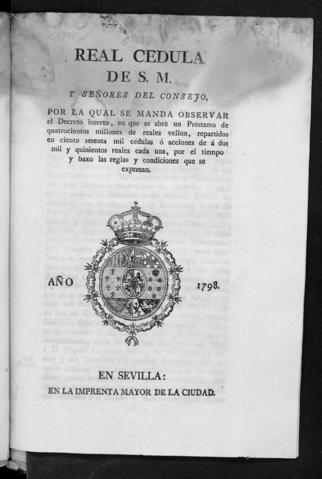 REAL CEDULA
DE S. M.
Y SEÑORES DEL CONSEJO,
POR LA QUAL SE MANDA OBSERVAR
el Decreto inserto, en que se abre un Préstamo de
quatrocientos millones de reales vellon, repartidos
en ciento sesenta mil cédulas ó acciones de á dos
mil y quinientos reales cada una, por el tiempo
y baxo las reglas y condiciones que se
expresan.
AÑO 1798.
EN SEVILLA:
EN LA IMPRENTA MAYOR DE LA CIUDAD.